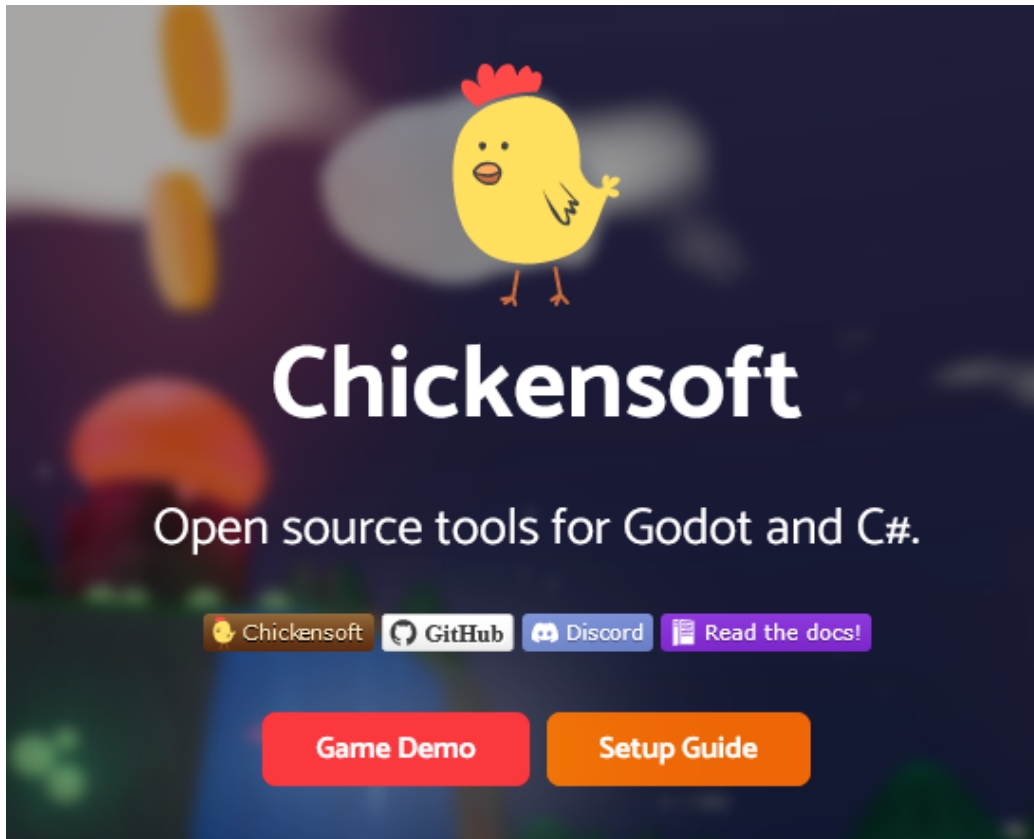 Chickensoft
Open source tools for Godot and C#.
Chickensoft GitHub Discord Read the docs!
Game Demo Setup Guide